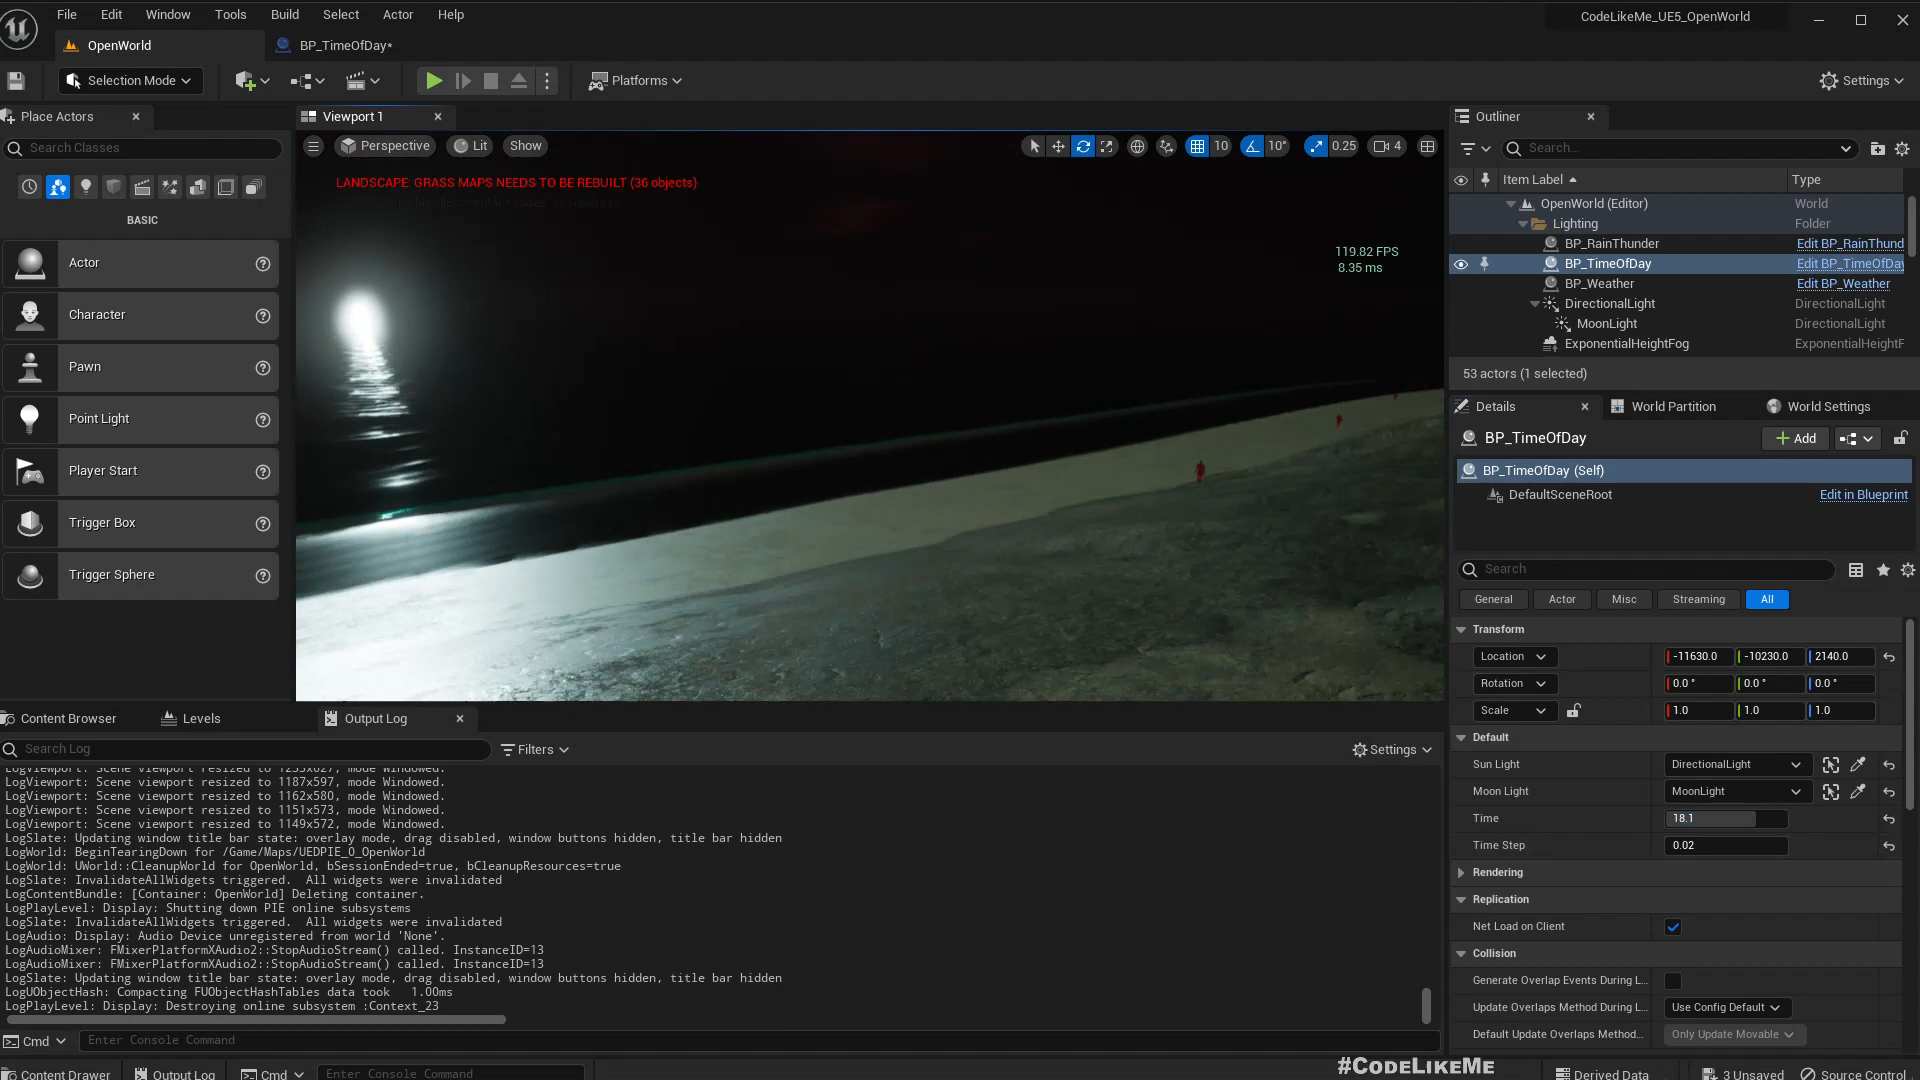 File Edit Window Tools Build Select Actor Help
CodeLikeMe_UE5_OpenWorld
OpenWorld
BP_TimeOfDay*
Selection Mode
Platforms
Settings
Place Actors
Search Classes
BASIC
Actor
Character
Pawn
Point Light
Player Start
Trigger Box
Trigger Sphere
Viewport 1
Perspective Lit Show
10 10° 0.25 4
LANDSCAPE: GRASS MAPS NEEDS TO BE REBUILT (36 objects)
119.82 FPS
8.35 ms
Outliner
Search...
Item Label Type
OpenWorld (Editor) World
Lighting Folder
BP_RainThunder Edit BP_RainThund
BP_TimeOfDay Edit BP_TimeOfDay
BP_Weather Edit BP_Weather
DirectionalLight DirectionalLight
MoonLight DirectionalLight
ExponentialHeightFog ExponentialHeightF
53 actors (1 selected)
Details World Partition World Settings
BP_TimeOfDay
Add
BP_TimeOfDay (Self)
DefaultSceneRoot Edit in Blueprint
Search
General Actor Misc Streaming All
Transform
Location -11630.0 -10230.0 2140.0
Rotation 0.0 ° 0.0 ° 0.0 °
Scale 1.0 1.0 1.0
Default
Sun Light DirectionalLight
Moon Light MoonLight
Time 18.1
Time Step 0.02
Rendering
Replication
Net Load on Client
Collision
Generate Overlap Events During L...
Update Overlaps Method During L... Use Config Default
Default Update Overlaps Method... Only Update Movable
Content Browser Levels Output Log
Search Log
Filters
Settings
LogViewport: Scene viewport resized to 1233x627, mode Windowed.
LogViewport: Scene viewport resized to 1187x597, mode Windowed.
LogViewport: Scene viewport resized to 1162x580, mode Windowed.
LogViewport: Scene viewport resized to 1151x573, mode Windowed.
LogViewport: Scene viewport resized to 1149x572, mode Windowed.
LogSlate: Updating window title bar state: overlay mode, drag disabled, window buttons hidden, title bar hidden
LogWorld: BeginTearingDown for /Game/Maps/UEDPIE_0_OpenWorld
LogWorld: UWorld::CleanupWorld for OpenWorld, bSessionEnded=true, bCleanupResources=true
LogSlate: InvalidateAllWidgets triggered.  All widgets were invalidated
LogContentBundle: [Container: OpenWorld] Deleting container.
LogPlayLevel: Display: Shutting down PIE online subsystems
LogSlate: InvalidateAllWidgets triggered.  All widgets were invalidated
LogAudio: Display: Audio Device unregistered from world 'None'.
LogAudioMixer: FMixerPlatformXAudio2::StopAudioStream() called. InstanceID=13
LogAudioMixer: FMixerPlatformXAudio2::StopAudioStream() called. InstanceID=13
LogSlate: Updating window title bar state: overlay mode, drag disabled, window buttons hidden, title bar hidden
LogUObjectHash: Compacting FUObjectHashTables data took   1.00ms
LogPlayLevel: Display: Destroying online subsystem :Context_23
Cmd Enter Console Command
#CodeLikeMe
Content Drawer Output Log Cmd Enter Console Command Derived Data 3 Unsaved Source Control